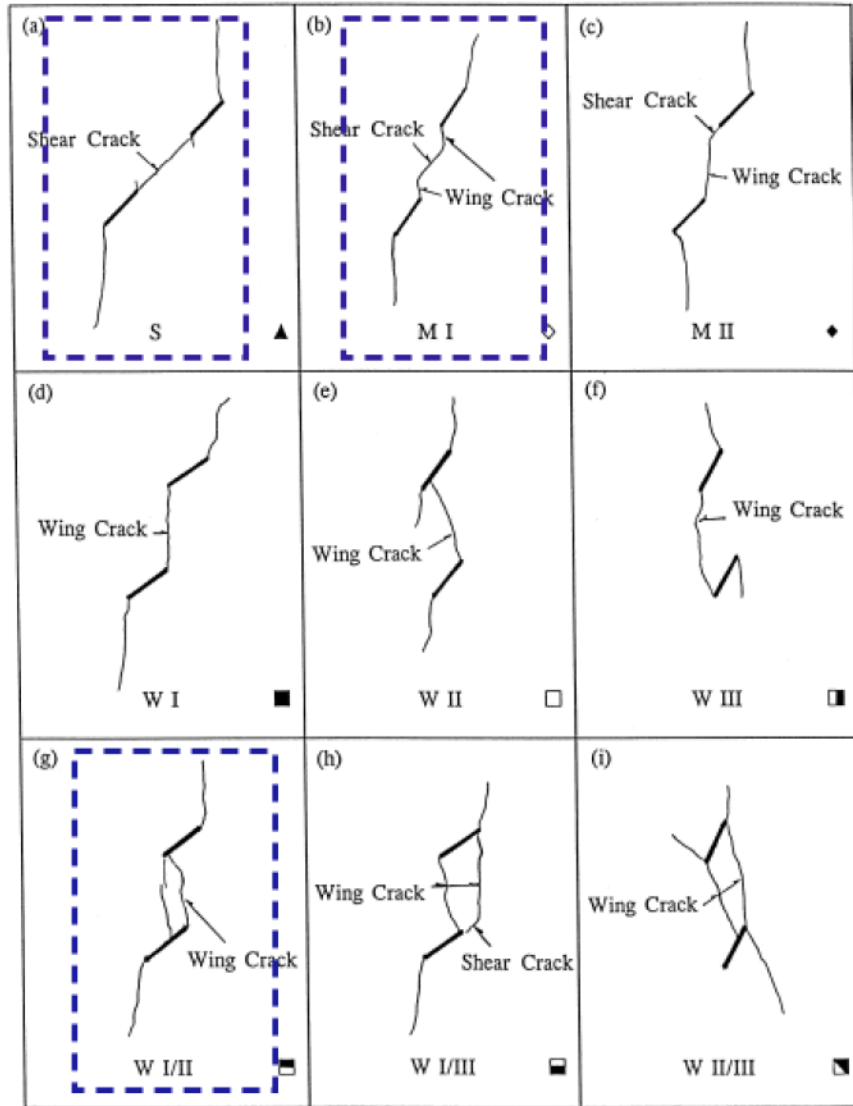 (a)
Shear Crack
S
(b)
Shear Crack
Wing Crack
M I
(c)
Shear Crack
Wing Crack
M II
(d)
Wing Crack
W I
(e)
Wing Crack
W II
(f)
Wing Crack
W III
(g)
Wing Crack
W I/II
(h)
Wing Crack
Shear Crack
W I/III
(i)
Wing Crack
W II/III